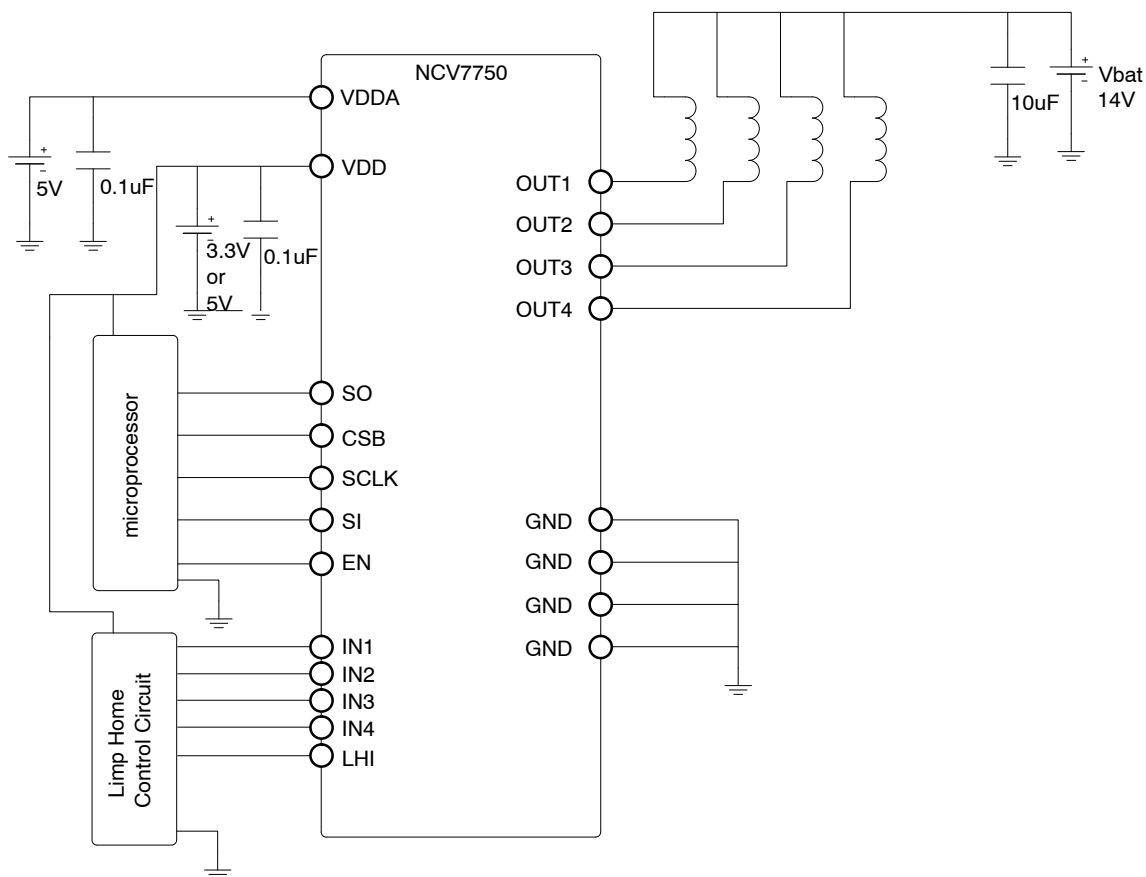 NCV7750
VDDA
+
-
5V
0.1uF
VDD
+
-
3.3V
or
5V
0.1uF
+
-
Vbat
14V
10uF
OUT1
OUT2
OUT3
OUT4
microprocessor
SO
CSB
SCLK
SI
EN
GND
GND
GND
GND
Limp Home
Control Circuit
IN1
IN2
IN3
IN4
LHI